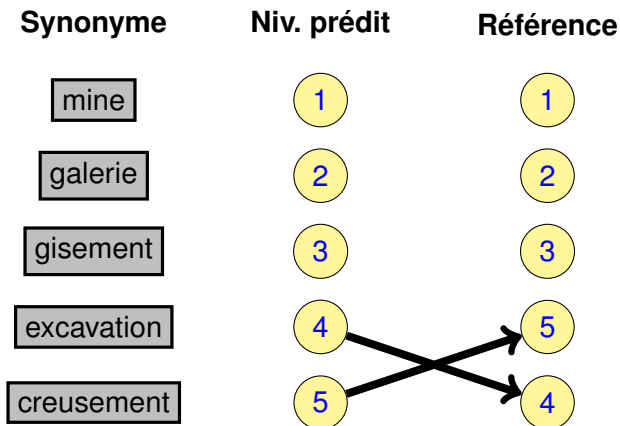 Synonyme Niv. prédit Référence
mine 1 1
galerie 2 2
gisement 3 3
excavation 4 5
creusement 5 4